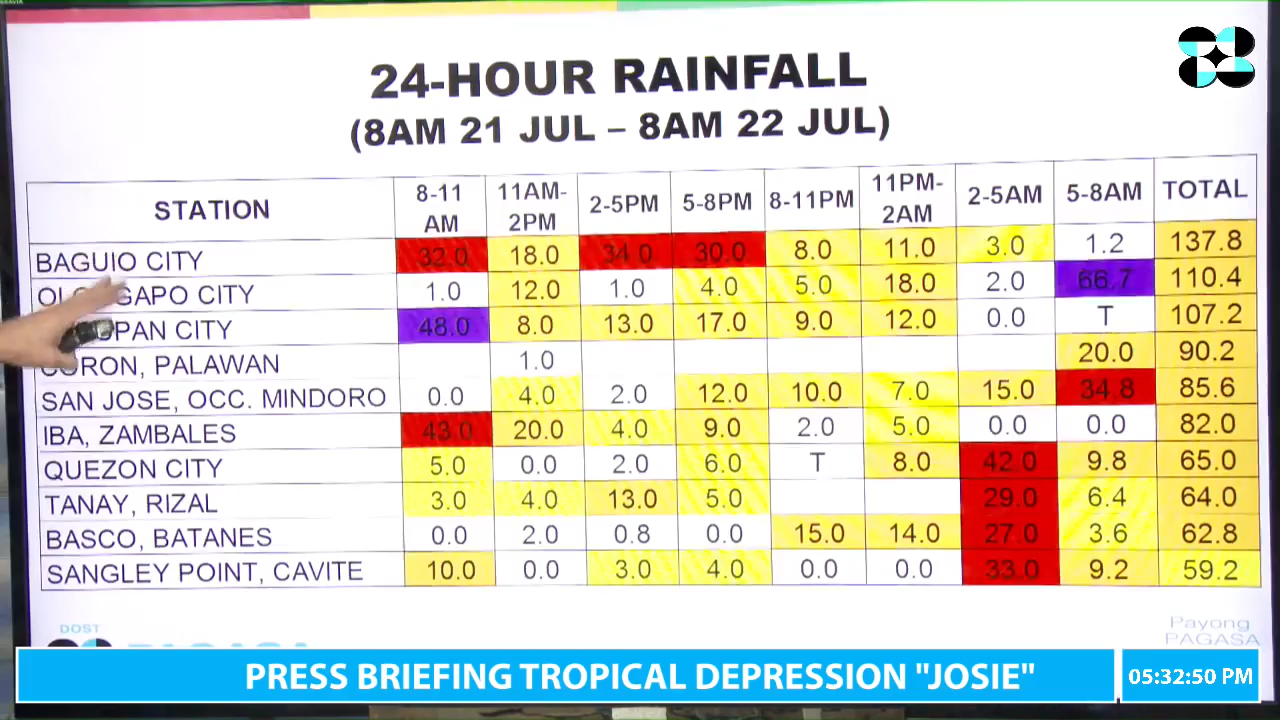 24-HOUR RAINFALL
(8AM 21 JUL – 8AM 22 JUL)
STATION 8-11 AM 11AM-2PM 2-5PM 5-8PM 8-11PM 11PM-2AM 2-5AM 5-8AM TOTAL
BAGUIO CITY 32.0 18.0 34.0 30.0 8.0 11.0 3.0 1.2 137.8
CITY 1.0 12.0 1.0 4.0 5.0 18.0 2.0 66.7 110.4
CITY 48.0 8.0 13.0 17.0 9.0 12.0 0.0 T 107.2
CORON, PALAWAN 1.0 20.0 90.2
SAN JOSE, OCC. MINDORO 0.0 4.0 2.0 12.0 10.0 7.0 15.0 34.8 85.6
IBA, ZAMBALES 43.0 20.0 4.0 9.0 2.0 5.0 0.0 0.0 82.0
QUEZON CITY 5.0 0.0 2.0 6.0 T 8.0 42.0 9.8 65.0
TANAY, RIZAL 3.0 4.0 13.0 5.0 29.0 6.4 64.0
BASCO, BATANES 0.0 2.0 0.8 0.0 15.0 14.0 27.0 3.6 62.8
SANGLEY POINT, CAVITE 10.0 0.0 3.0 4.0 0.0 0.0 33.0 9.2 59.2
DOST
Payong
PAGASA
PRESS BRIEFING TROPICAL DEPRESSION "JOSIE"
05:32:50 PM